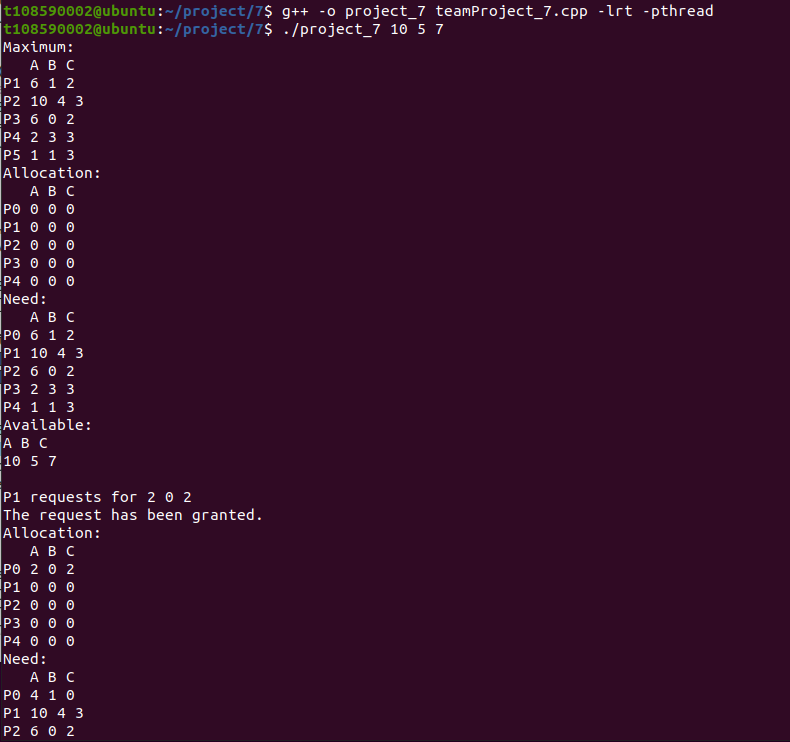 t108590002@ubuntu:~/project/7$ g++ -o project_7 teamProject_7.cpp -lrt -pthread
t108590002@ubuntu:~/project/7$ ./project_7 10 5 7
Maximum:
   A B C
P1 6 1 2
P2 10 4 3
P3 6 0 2
P4 2 3 3
P5 1 1 3
Allocation:
   A B C
P0 0 0 0
P1 0 0 0
P2 0 0 0
P3 0 0 0
P4 0 0 0
Need:
   A B C
P0 6 1 2
P1 10 4 3
P2 6 0 2
P3 2 3 3
P4 1 1 3
Available:
A B C
10 5 7

P1 requests for 2 0 2
The request has been granted.
Allocation:
   A B C
P0 2 0 2
P1 0 0 0
P2 0 0 0
P3 0 0 0
P4 0 0 0
Need:
   A B C
P0 4 1 0
P1 10 4 3
P2 6 0 2